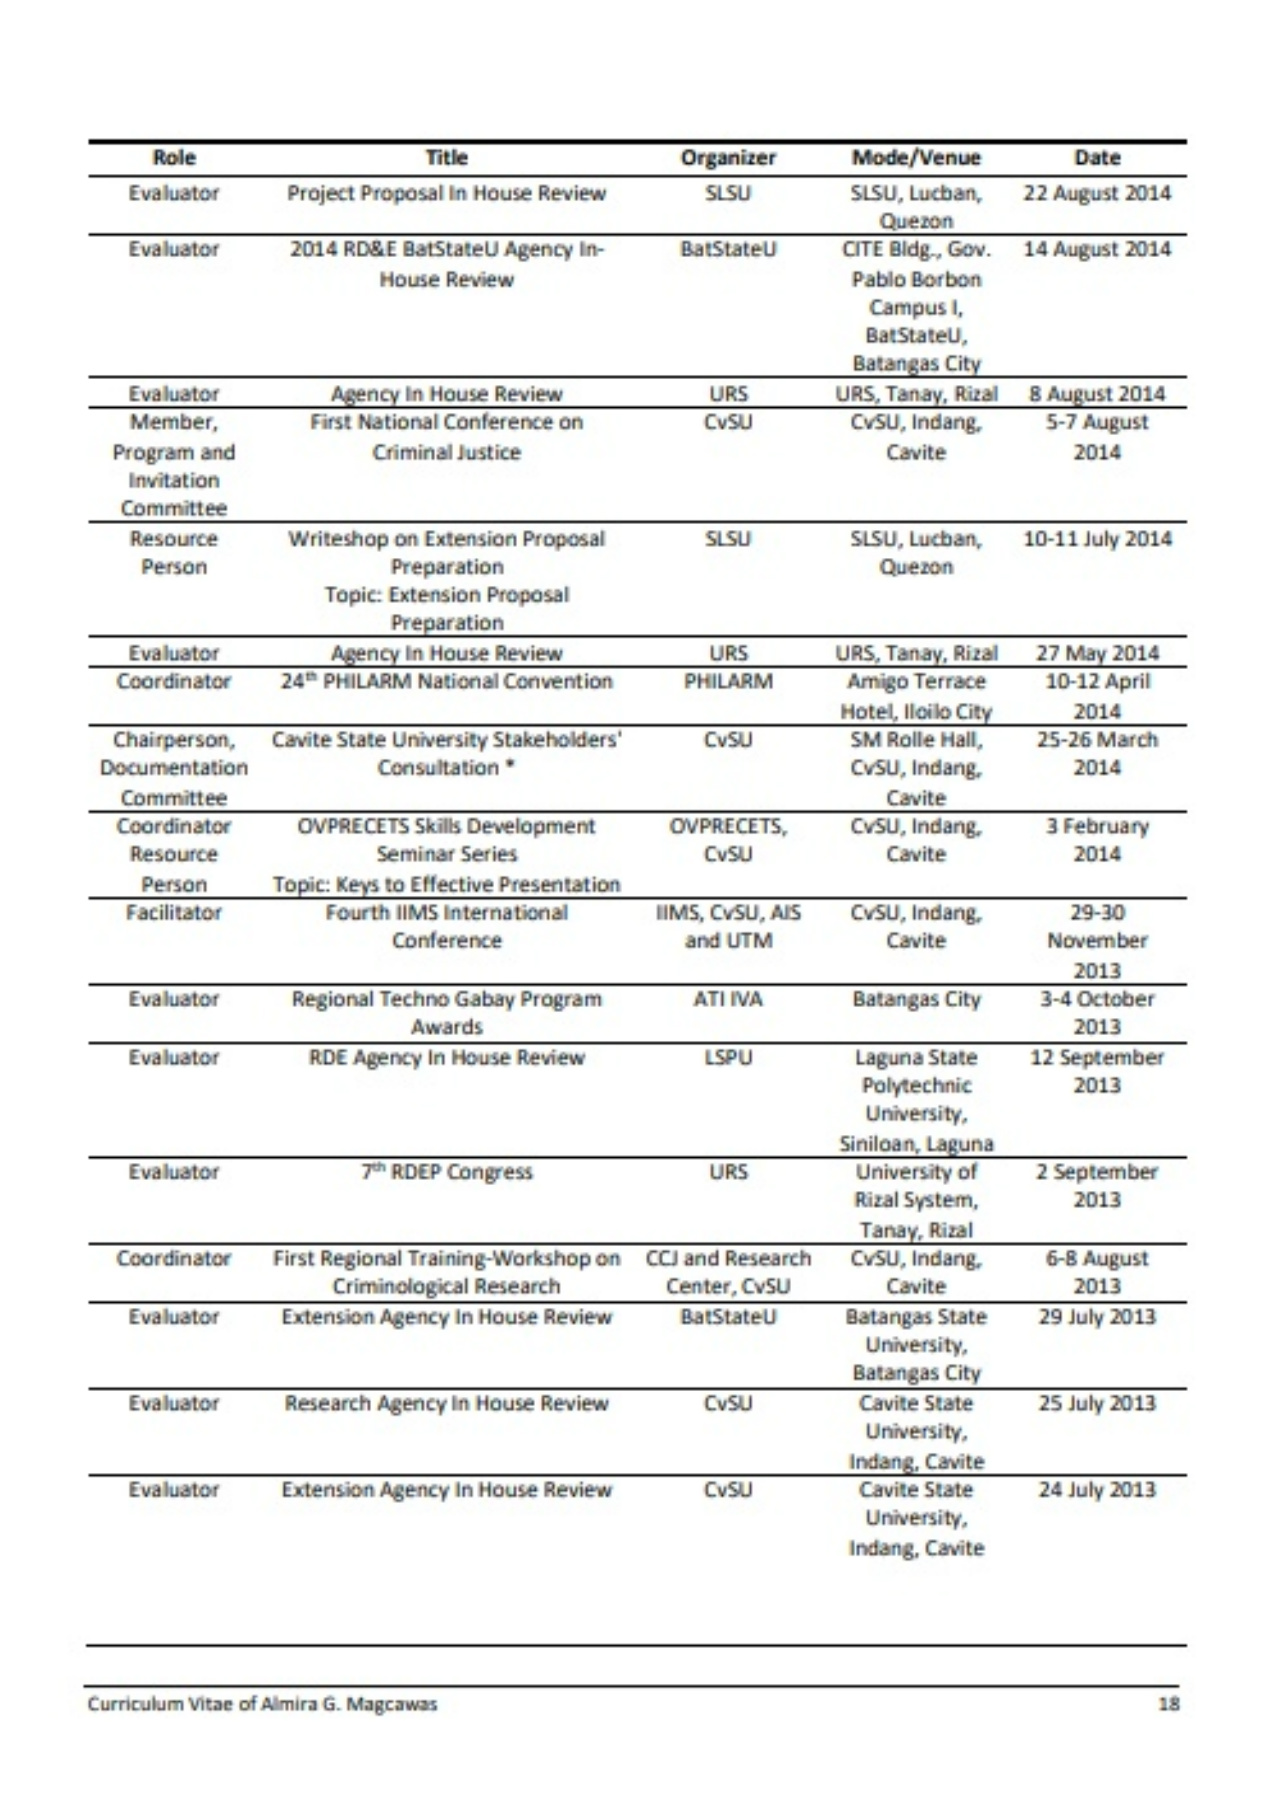 Role Title Organizer Mode/Venue Date
Evaluator Project Proposal In House Review SLSU SLSU, Lucban, 22 August 2014
Quezon
Evaluator 2014 RD&E BatStateU Agency In- BatStateU CITE Bldg., Gov. 14 August 2014
House Review Pablo Borbon
Campus I,
BatStateU,
Batangas City
Evaluator Agency In House Review URS URS, Tanay, Rizal 8 August 2014
Member, First National Conference on CvSU CvSU, Indang, 5-7 August
Program and Criminal Justice Cavite 2014
Invitation
Committee
Resource Writeshop on Extension Proposal SLSU SLSU, Lucban, 10-11 July 2014
Person Preparation Quezon
Topic: Extension Proposal
Preparation
Evaluator Agency In House Review URS URS, Tanay, Rizal 27 May 2014
Coordinator 24th PHILARM National Convention PHILARM Amigo Terrace 10-12 April
Hotel, Iloilo City 2014
Chairperson, Cavite State University Stakeholders' CvSU SM Rolle Hall, 25-26 March
Documentation Consultation * CvSU, Indang, 2014
Committee Cavite
Coordinator OVPRECETS Skills Development OVPRECETS, CvSU, Indang, 3 February
Resource Seminar Series CvSU Cavite 2014
Person Topic: Keys to Effective Presentation
Facilitator Fourth IIMS International IIMS, CvSU, AIS CvSU, Indang, 29-30
Conference and UTM Cavite November
2013
Evaluator Regional Techno Gabay Program ATI IVA Batangas City 3-4 October
Awards 2013
Evaluator RDE Agency In House Review LSPU Laguna State 12 September
Polytechnic 2013
University,
Siniloan, Laguna
Evaluator 7th RDEP Congress URS University of 2 September
Rizal System, 2013
Tanay, Rizal
Coordinator First Regional Training-Workshop on CCJ and Research CvSU, Indang, 6-8 August
Criminological Research Center, CvSU Cavite 2013
Evaluator Extension Agency In House Review BatStateU Batangas State 29 July 2013
University,
Batangas City
Evaluator Research Agency In House Review CvSU Cavite State 25 July 2013
University,
Indang, Cavite
Evaluator Extension Agency In House Review CvSU Cavite State 24 July 2013
University,
Indang, Cavite
Curriculum Vitae of Almira G. Magcawas 18